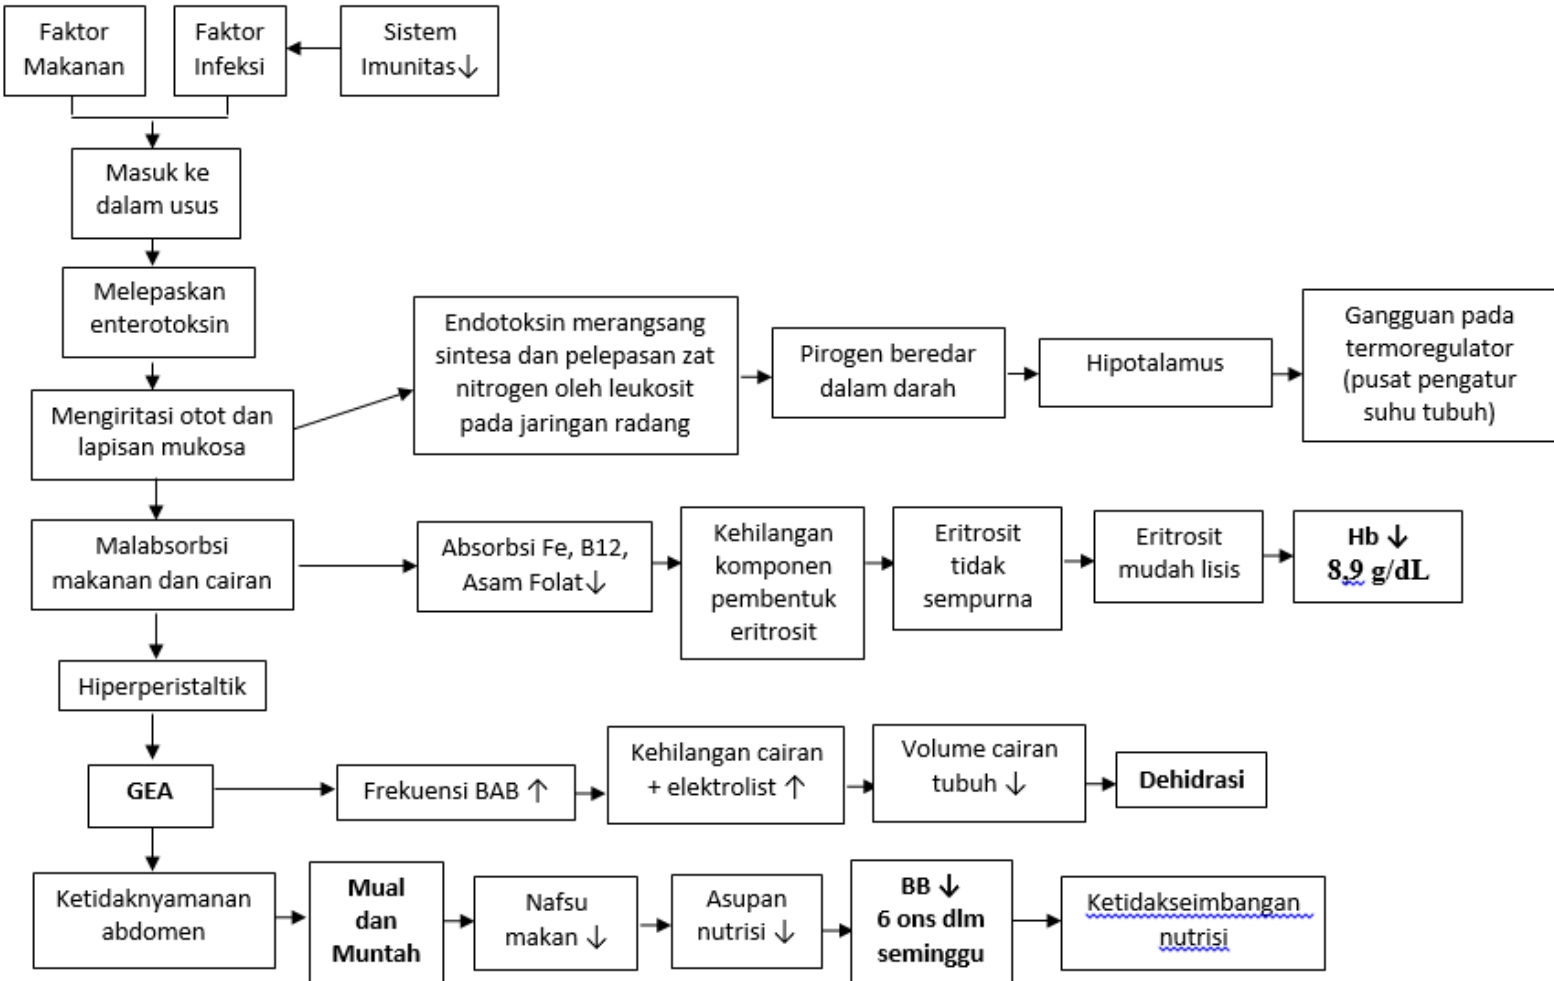 Faktor
Makanan
Faktor
Infeksi
Sistem
Imunitas↓
Masuk ke
dalam usus
Melepaskan
enterotoksin
Mengiritasi otot dan
lapisan mukosa
Endotoksin merangsang
sintesa dan pelepasan zat
nitrogen oleh leukosit
pada jaringan radang
Pirogen beredar
dalam darah
Hipotalamus
Gangguan pada
termoregulator
(pusat pengatur
suhu tubuh)
Malabsorbsi
makanan dan cairan
Absorbsi Fe, B12,
Asam Folat↓
Kehilangan
komponen
pembentuk
eritrosit
Eritrosit
tidak
sempurna
Eritrosit
mudah lisis
Hb ↓
8,9 g/dL
Hiperperistaltik
GEA
Frekuensi BAB ↑
Kehilangan cairan
+ elektrolist ↑
Volume cairan
tubuh ↓
Dehidrasi
Ketidaknyamanan
abdomen
Mual
dan
Muntah
Nafsu
makan ↓
Asupan
nutrisi ↓
BB ↓
6 ons dlm
seminggu
Ketidakseimbangan
nutrisi